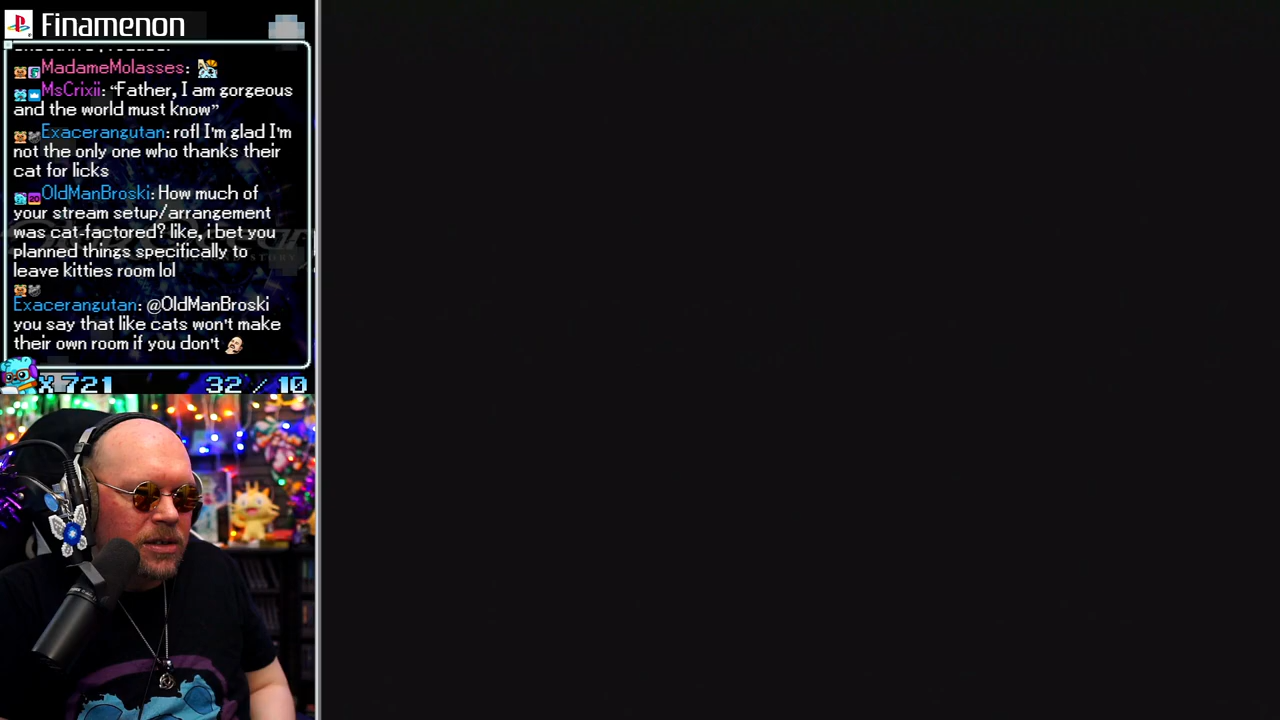 Finamenon
MadameMolasses:
MsCrixii: “Father, I am gorgeous
and the world must know”
Exacerangutan: rofl I'm glad I'm
not the only one who thanks their
cat for licks
OldManBroski: How much of
your stream setup/arrangement
was cat-factored? like, i bet you
planned things specifically to
leave kitties room lol
Exacerangutan: @OldManBroski
you say that like cats won't make
their own room if you don't
X 721 32 / 10